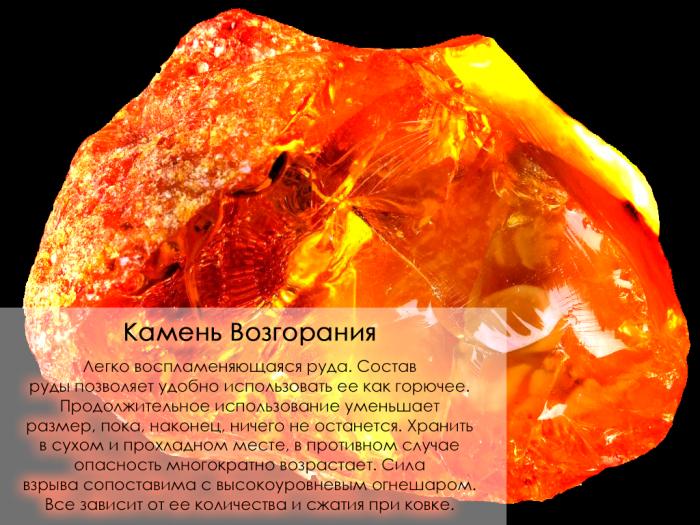 Камень Возгорания
Легко воспламеняющаяся руда. Состав
руды позволяет удобно использовать ее как горючее.
Продолжительное использование уменьшает
размер, пока, наконец, ничего не останется. Хранить
в сухом и прохладном месте, в противном случае
опасность многократно возрастает. Сила
взрыва сопоставима с высокоуровневым огнешаром.
Все зависит от ее количества и сжатия при ковке.